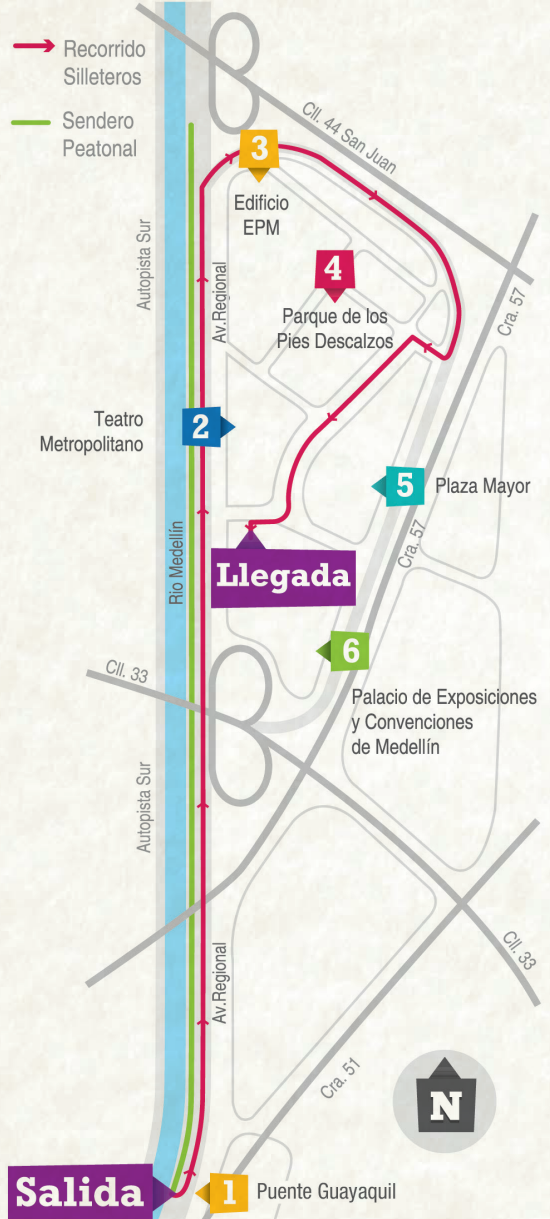 Recorrido
Silleteros
Sendero
Peatonal
Cll. 44 San Juan
3
Edificio
EPM
Autopista Sur
Av.Regional
4
Parque de los
Pies Descalzos
Cra. 57
Teatro
Metropolitano
2
5
Plaza Mayor
Cra. 57
Rio Medellín
Llegada
6
Cll. 33
Palacio de Exposiciones
y Convenciones
de Medellín
Autopista Sur
Av.Regional
Cll. 33
Cra. 51
N
Salida
1
Puente Guayaquil